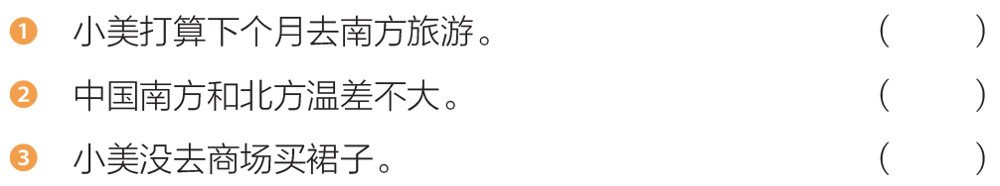 1 小美打算下个月去南方旅游。 (    )
2 中国南方和北方温差不大。 (    )
3 小美没去商场买裙子。 (    )